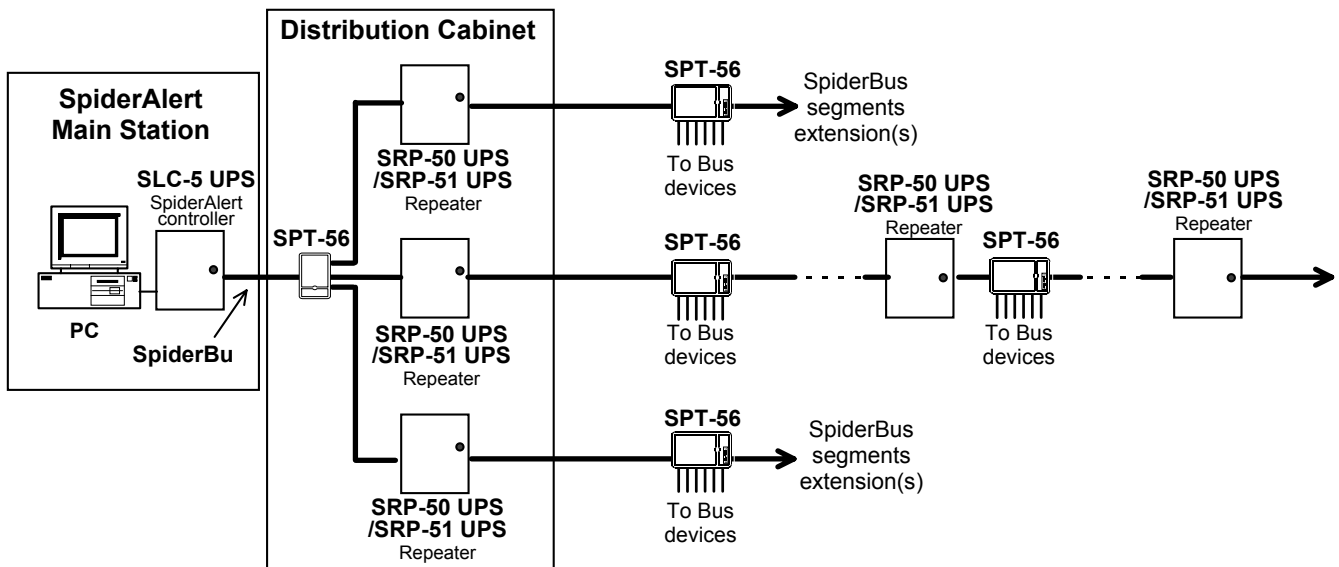 Distribution Cabinet
SpiderAlert
Main Station
SLC-5 UPS
SpiderAlert
controller
PC
SpiderBu
SPT-56
SRP-50 UPS
/SRP-51 UPS
Repeater
SRP-50 UPS
/SRP-51 UPS
Repeater
SRP-50 UPS
/SRP-51 UPS
Repeater
SPT-56
To Bus
devices
SpiderBus
segments
extension(s)
SPT-56
To Bus
devices
SRP-50 UPS
/SRP-51 UPS
Repeater
SPT-56
To Bus
devices
SRP-50 UPS
/SRP-51 UPS
Repeater
SPT-56
To Bus
devices
SpiderBus
segments
extension(s)